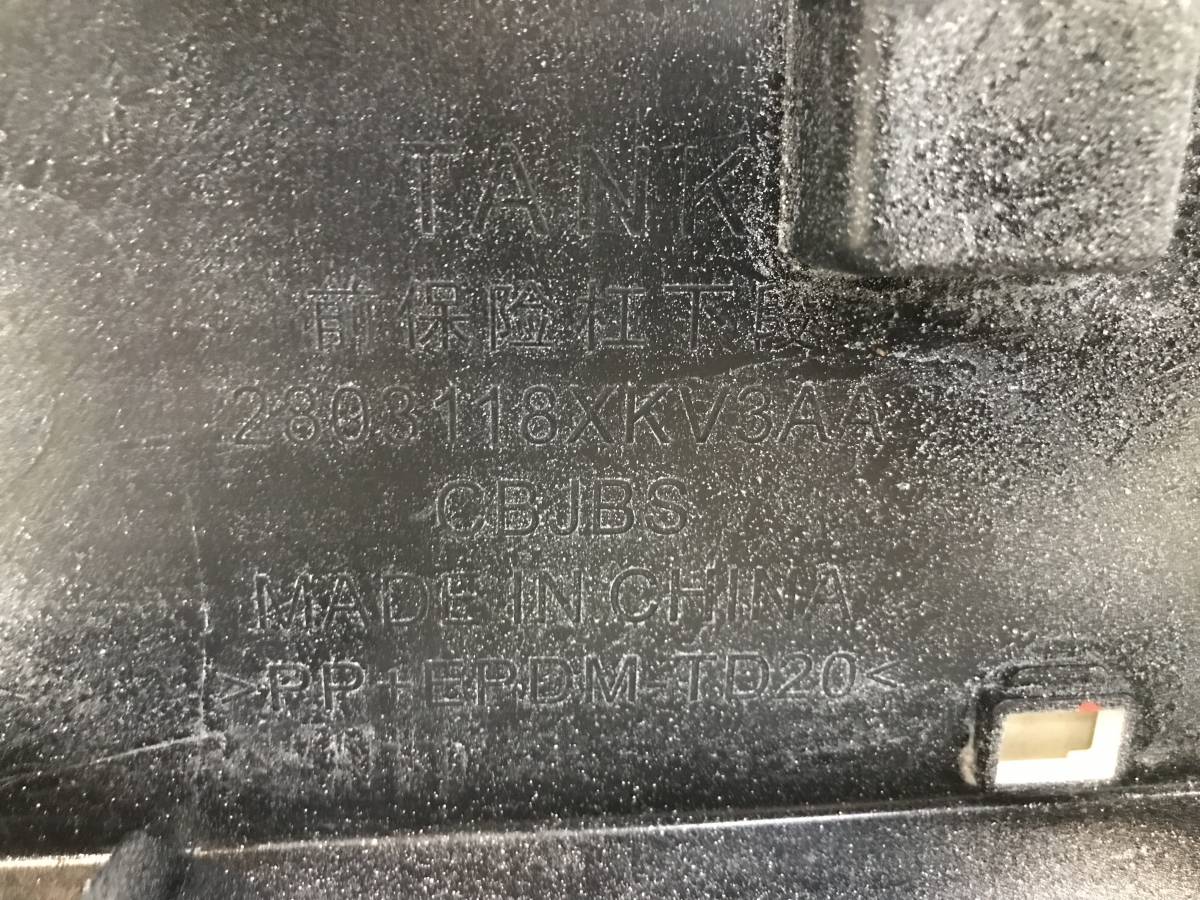 TANK
前保险杠下段
2803118XKV3AA
CBJBS
MADE IN CHINA
>PP+EPDM-TD20<